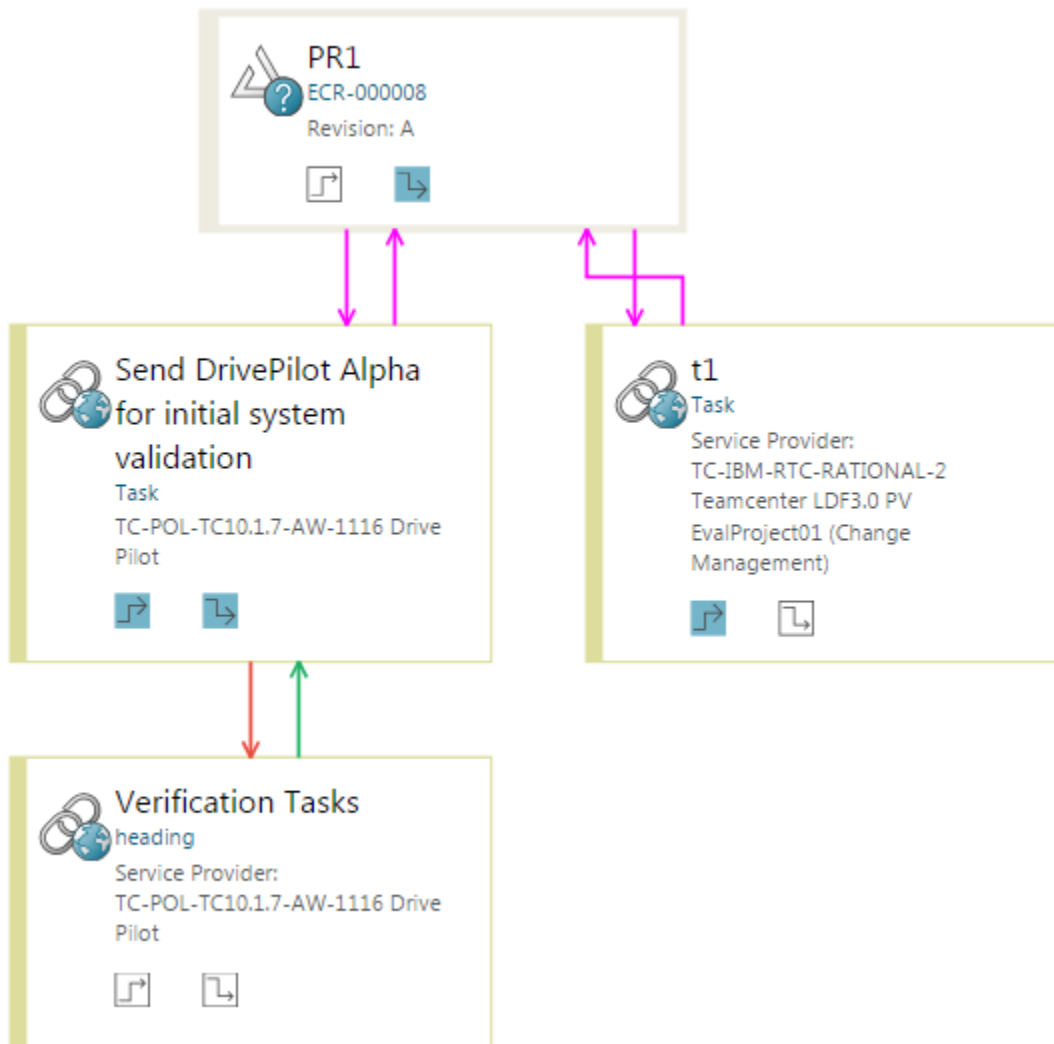 PR1
ECR-000008
Revision: A
Send DrivePilot Alpha
for initial system
validation
Task
TC-POL-TC10.1.7-AW-1116 Drive
Pilot
t1
Task
Service Provider:
TC-IBM-RTC-RATIONAL-2
Teamcenter LDF3.0 PV
EvalProject01 (Change
Management)
Verification Tasks
heading
Service Provider:
TC-POL-TC10.1.7-AW-1116 Drive
Pilot